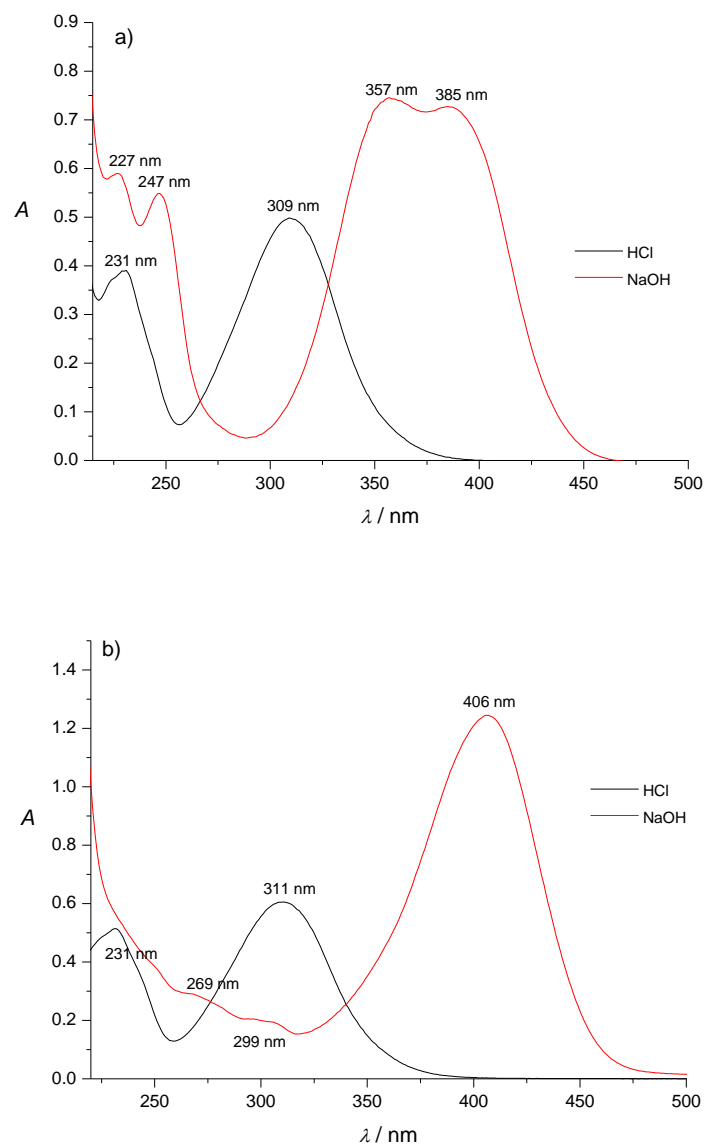 a)
0.9
0.8
0.7
0.6
0.5
0.4
0.3
0.2
0.1
0.0
A
227 nm
247 nm
231 nm
309 nm
357 nm
385 nm
HCl
NaOH
250 300 350 400 450 500
λ / nm
b)
1.4
1.2
1.0
0.8
0.6
0.4
0.2
0.0
A
231 nm
269 nm
299 nm
311 nm
406 nm
HCl
NaOH
250 300 350 400 450 500
λ / nm